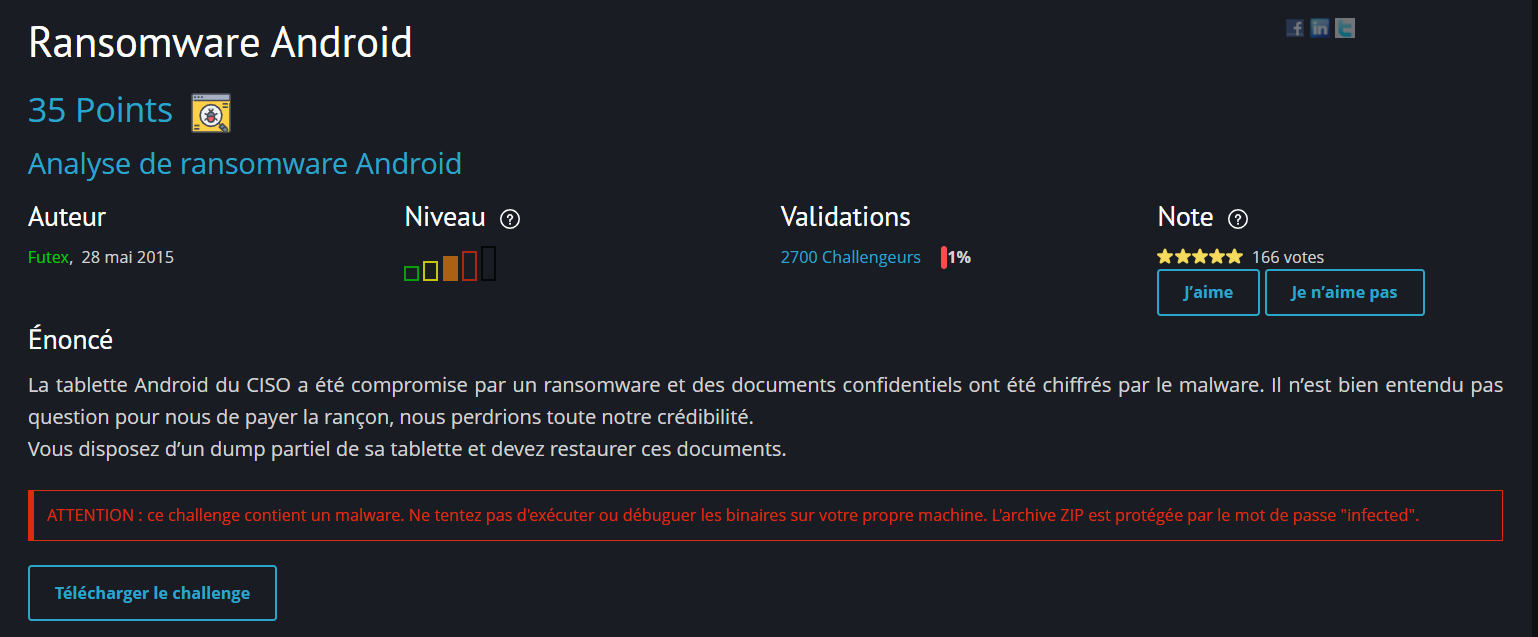 Ransomware Android
35 Points
Analyse de ransomware Android
Auteur
Niveau ?
Validations
Note ?
Futex, 28 mai 2015
2700 Challengeurs 1%
166 votes
J’aime
Je n’aime pas
Énoncé
La tablette Android du CISO a été compromise par un ransomware et des documents confidentiels ont été chiffrés par le malware. Il n’est bien entendu pas
question pour nous de payer la rançon, nous perdrions toute notre crédibilité.
Vous disposez d’un dump partiel de sa tablette et devez restaurer ces documents.
ATTENTION : ce challenge contient un malware. Ne tentez pas d'exécuter ou débuguer les binaires sur votre propre machine. L'archive ZIP est protégée par le mot de passe "infected".
Télécharger le challenge